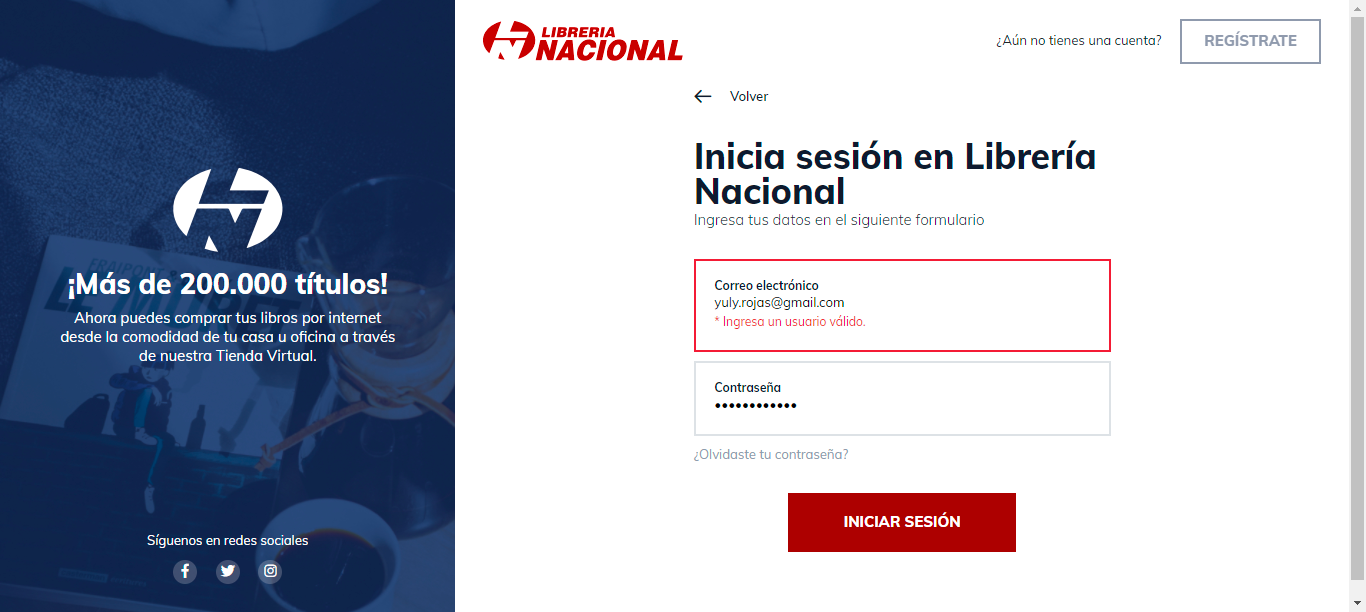 ¡Más de 200.000 títulos!
Ahora puedes comprar tus libros por internet
desde la comodidad de tu casa u oficina a través
de nuestra Tienda Virtual.
Síguenos en redes sociales
LIBRERIA
NACIONAL
¿Aún no tienes una cuenta?
REGÍSTRATE
Volver
Inicia sesión en Librería
Nacional
Ingresa tus datos en el siguiente formulario
Correo electrónico
yuly.rojas@gmail.com
* Ingresa un usuario válido.
Contraseña
••••••••••••
¿Olvidaste tu contraseña?
INICIAR SESIÓN